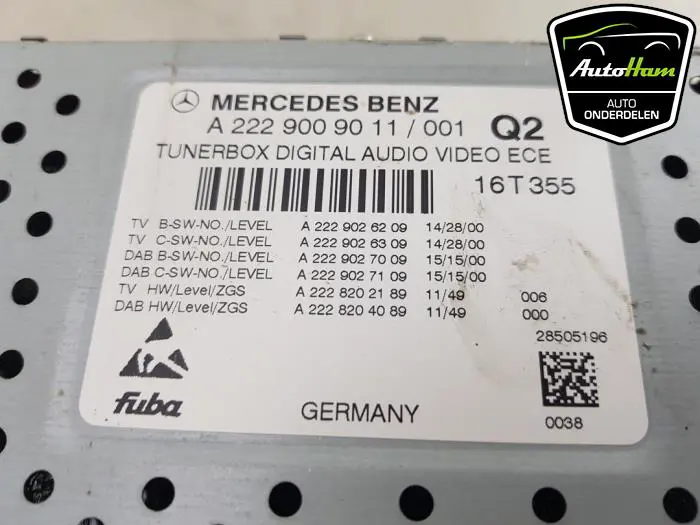 AutoHam
AUTO
ONDERDELEN
MERCEDES BENZ
A 222 900 90 11 / 001 Q2
TUNERBOX DIGITAL AUDIO VIDEO ECE
16T355
TV B-SW-NO./LEVEL A 222 902 62 09 14/28/00
TV C-SW-NO./LEVEL A 222 902 63 09 14/28/00
DAB B-SW-NO./LEVEL A 222 902 70 09 15/15/00
DAB C-SW-NO./LEVEL A 222 902 71 09 15/15/00
TV HW/Level/ZGS A 222 820 21 89 11/49 006
DAB HW/Level/ZGS A 222 820 40 89 11/49 000
28505196
fuba
GERMANY
0038